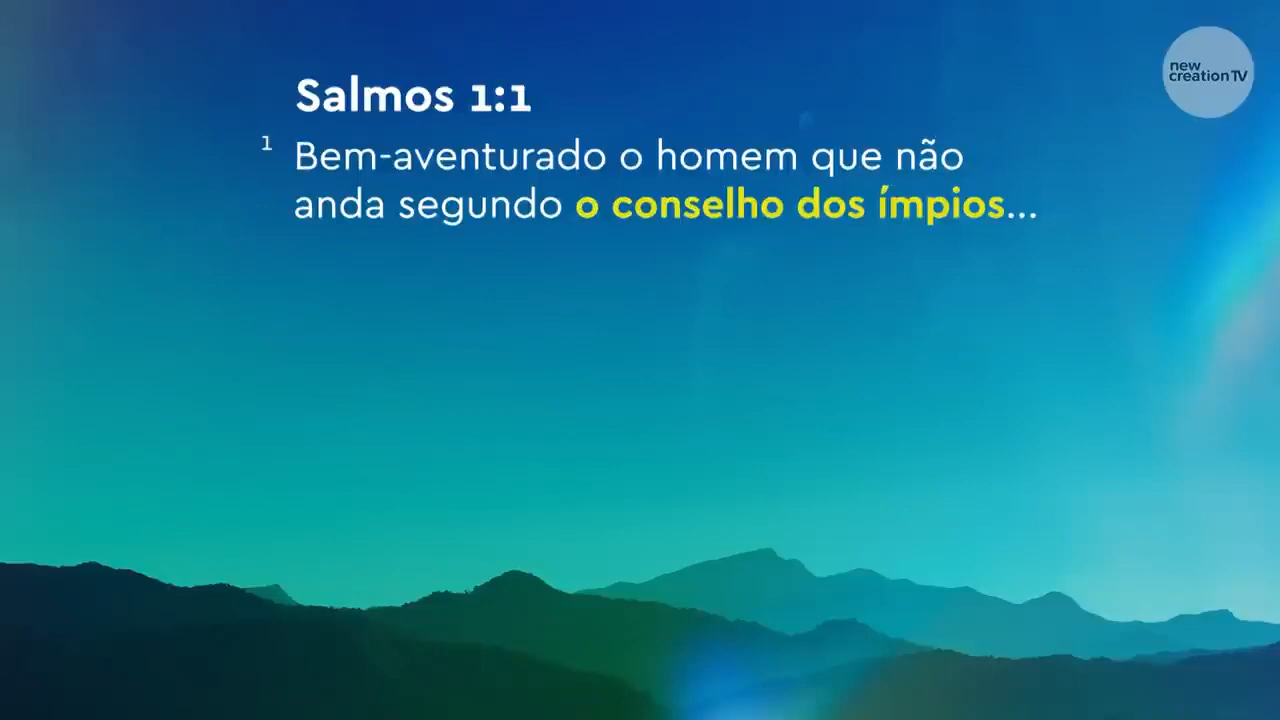 new
creation TV
Salmos 1:1
1 Bem-aventurado o homem que não
anda segundo o conselho dos ímpios...